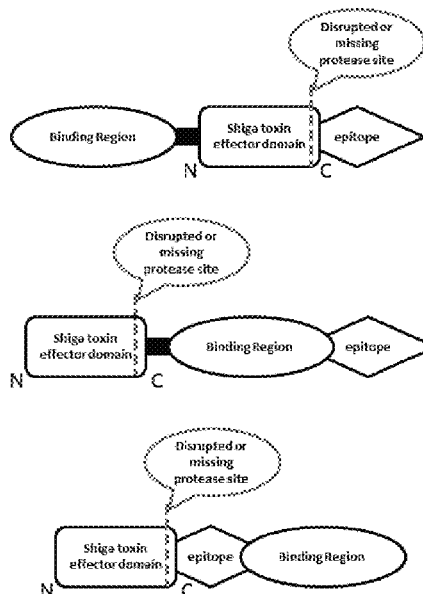 Disrupted or
missing
protease site
Binding Region
Shiga toxin
effector domain
epitope
N
C
Disrupted or
missing
protease site
Shiga toxin
effector domain
Binding Region
epitope
N
C
Disrupted or
missing
protease site
Shiga toxin
effector domain
epitope
Binding Region
N
C